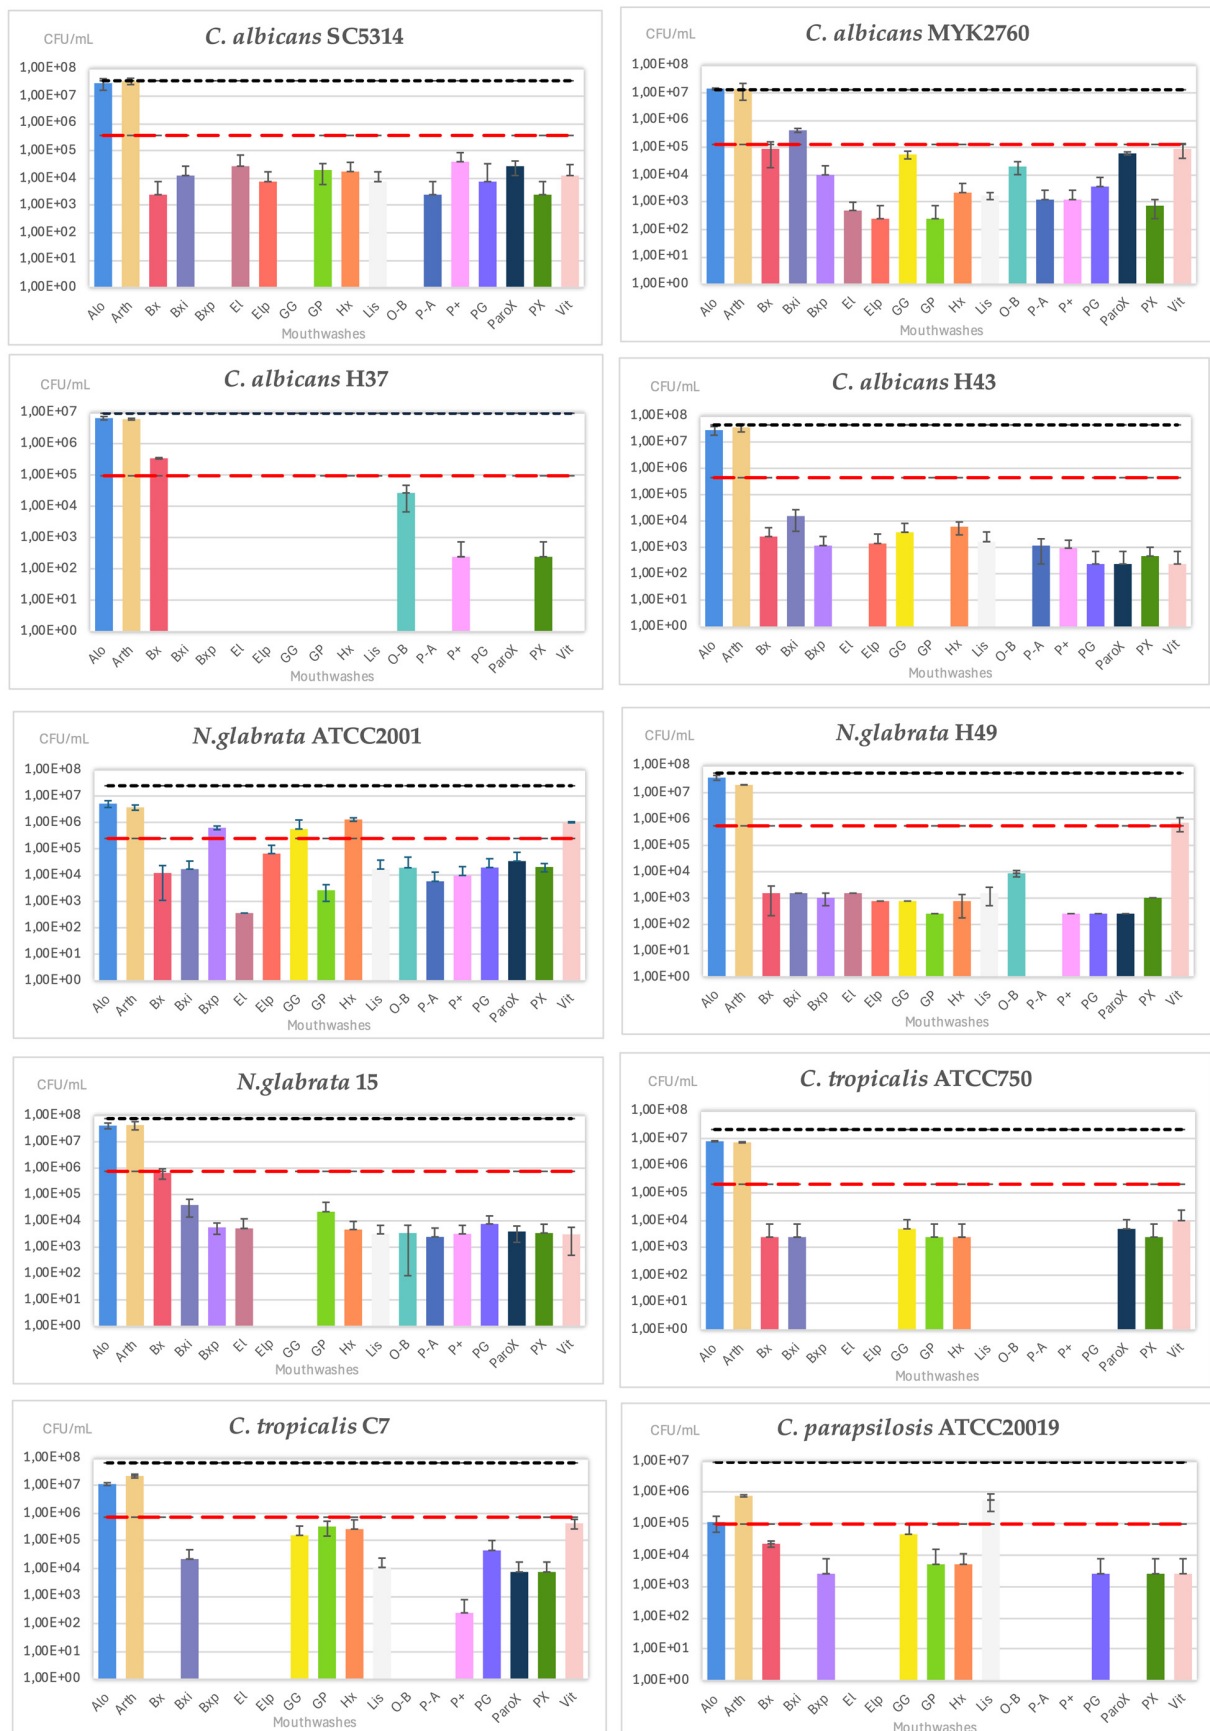 C. albicans SC5314
CFU/mL
1,00E+08
1,00E+07
1,00E+06
1,00E+05
1,00E+04
1,00E+03
1,00E+02
1,00E+01
1,00E+00
Alo Arth Bx Bxi Bxp El Elp GG GP Hx Lis O-B P-A P+ PG ParoX PX Vit
Mouthwashes
C. albicans MYK2760
CFU/mL
1,00E+08
1,00E+07
1,00E+06
1,00E+05
1,00E+04
1,00E+03
1,00E+02
1,00E+01
1,00E+00
Alo Arth Bx Bxi Bxp El Elp GG GP Hx Lis O-B P-A P+ PG ParoX PX Vit
Mouthwashes
C. albicans H37
CFU/mL
1,00E+07
1,00E+06
1,00E+05
1,00E+04
1,00E+03
1,00E+02
1,00E+01
1,00E+00
Alo Arth Bx Bxi Bxp El Elp GG GP Hx Lis O-B P-A P+ PG ParoX PX Vit
Mouthwashes
C. albicans H43
CFU/mL
1,00E+08
1,00E+07
1,00E+06
1,00E+05
1,00E+04
1,00E+03
1,00E+02
1,00E+01
1,00E+00
Alo Arth Bx Bxi Bxp El Elp GG GP Hx Lis O-B P-A P+ PG ParoX PX Vit
Mouthwashes
N.glabrata ATCC2001
CFU/mL
1,00E+08
1,00E+07
1,00E+06
1,00E+05
1,00E+04
1,00E+03
1,00E+02
1,00E+01
1,00E+00
Alo Arth Bx Bxi Bxp El Elp GG GP Hx Lis O-B P-A P+ PG ParoX PX Vit
Mouthwashes
N.glabrata H49
CFU/mL
1,00E+08
1,00E+07
1,00E+06
1,00E+05
1,00E+04
1,00E+03
1,00E+02
1,00E+01
1,00E+00
Alo Arth Bx Bxi Bxp El Elp GG GP Hx Lis O-B P-A P+ PG ParoX PX Vit
Mouthwashes
N.glabrata 15
CFU/mL
1,00E+08
1,00E+07
1,00E+06
1,00E+05
1,00E+04
1,00E+03
1,00E+02
1,00E+01
1,00E+00
Alo Arth Bx Bxi Bxp El Elp GG GP Hx Lis O-B P-A P+ PG ParoX PX Vit
Mouthwashes
C. tropicalis ATCC750
CFU/mL
1,00E+08
1,00E+07
1,00E+06
1,00E+05
1,00E+04
1,00E+03
1,00E+02
1,00E+01
1,00E+00
Alo Arth Bx Bxi Bxp El Elp GG GP Hx Lis O-B P-A P+ PG ParoX PX Vit
Mouthwashes
C. tropicalis C7
CFU/mL
1,00E+08
1,00E+07
1,00E+06
1,00E+05
1,00E+04
1,00E+03
1,00E+02
1,00E+01
1,00E+00
Alo Arth Bx Bxi Bxp El Elp GG GP Hx Lis O-B P-A P+ PG ParoX PX Vit
Mouthwashes
C. parapsilosis ATCC20019
CFU/mL
1,00E+07
1,00E+06
1,00E+05
1,00E+04
1,00E+03
1,00E+02
1,00E+01
1,00E+00
Alo Arth Bx Bxi Bxp El Elp GG GP Hx Lis O-B P-A P+ PG ParoX PX Vit
Mouthwashes